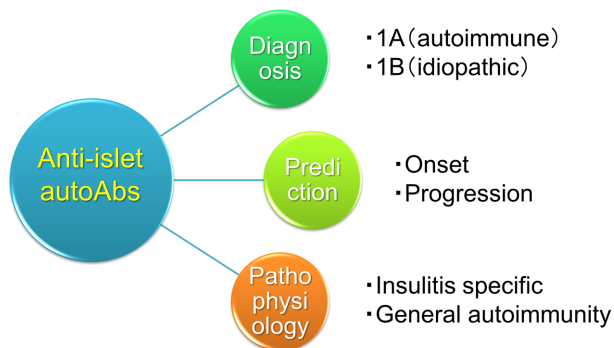 Anti-islet
autoAbs
Diagn
osis
・1A（autoimmune）
・1B（idiopathic）
Predi
ction
・Onset
・Progression
Patho
physi
ology
・Insulitis specific
・General autoimmunity